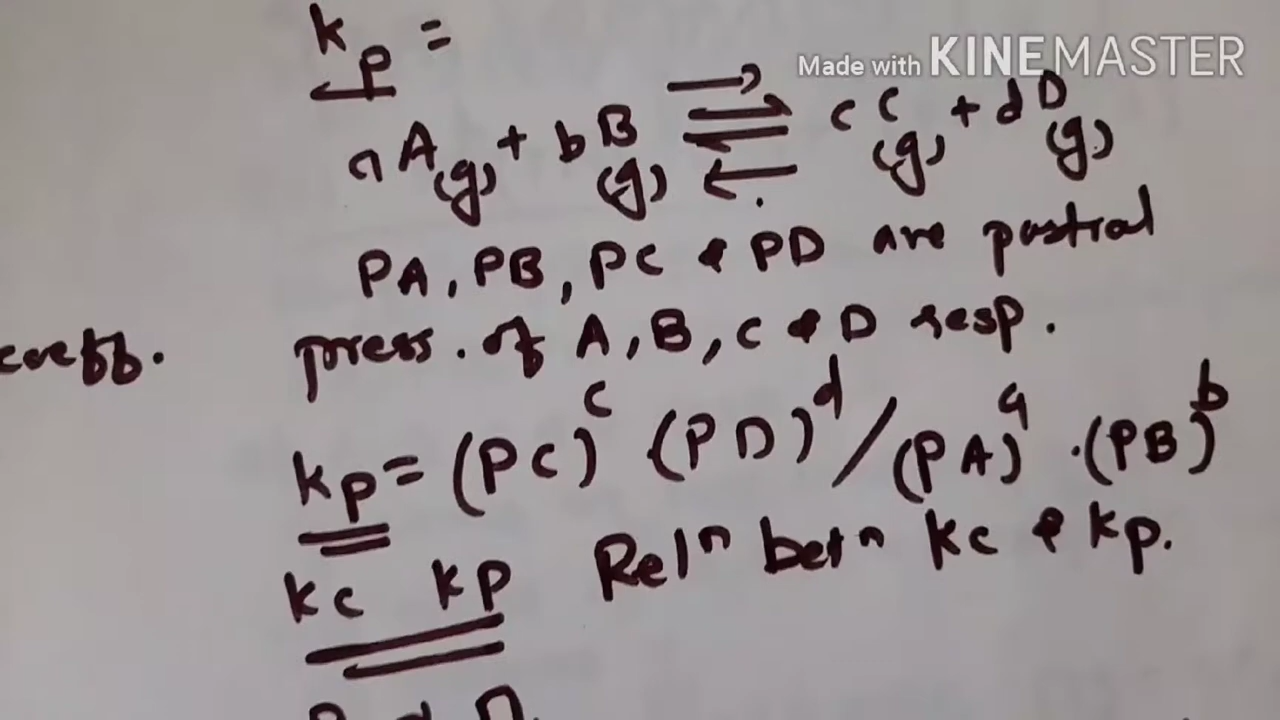 Made with KINEMASTER
kp =
aA(g) + bB(g) ⇌ cC(g) + dD(g)
PA, PB, PC & PD are partial
coeff. press. of A, B, C & D resp.
kp = (PC)^c (PD)^d / (PA)^a .(PB)^b
kc kp Relⁿ betⁿ kc & kp.